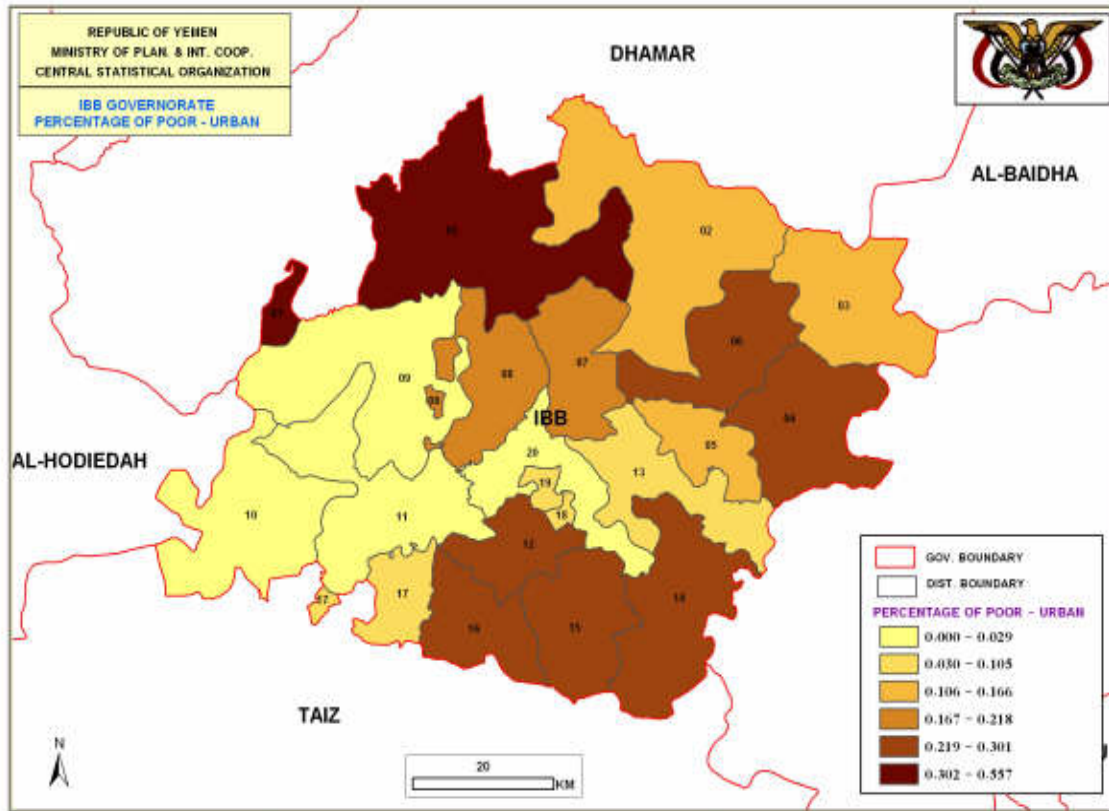 REPUBLIC OF YEMEN
MINISTRY OF PLAN. & INT. COOP.
CENTRAL STATISTICAL ORGANIZATION
IBB GOVERNORATE
PERCENTAGE OF POOR - URBAN
DHAMAR
AL-BAIDHA
02
03
07
06
09
08
08
04
IBB
AL-HODIEDAH
20
13
05
19
10
11
18
12
17
17
16
15
TAIZ
N
20
KM
GOV. BOUNDARY
DIST. BOUNDARY
PERCENTAGE OF POOR - URBAN
0.000 - 0.029
0.030 - 0.105
0.106 - 0.166
0.167 - 0.218
0.219 - 0.301
0.302 - 0.557